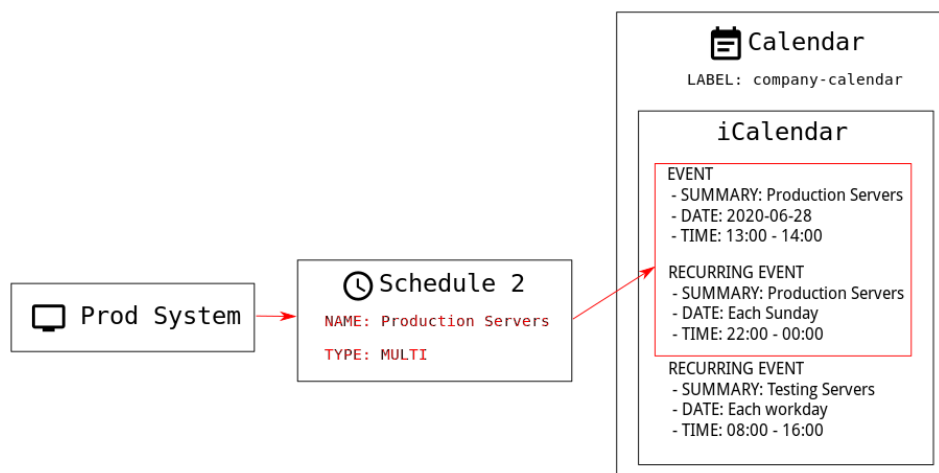 Calendar
LABEL: company-calendar
iCalendar
EVENT
- SUMMARY: Production Servers
- DATE: 2020-06-28
- TIME: 13:00 - 14:00
RECURRING EVENT
- SUMMARY: Production Servers
- DATE: Each Sunday
- TIME: 22:00 - 00:00
RECURRING EVENT
- SUMMARY: Testing Servers
- DATE: Each workday
- TIME: 08:00 - 16:00
Schedule 2
NAME: Production Servers
TYPE: MULTI
Prod System